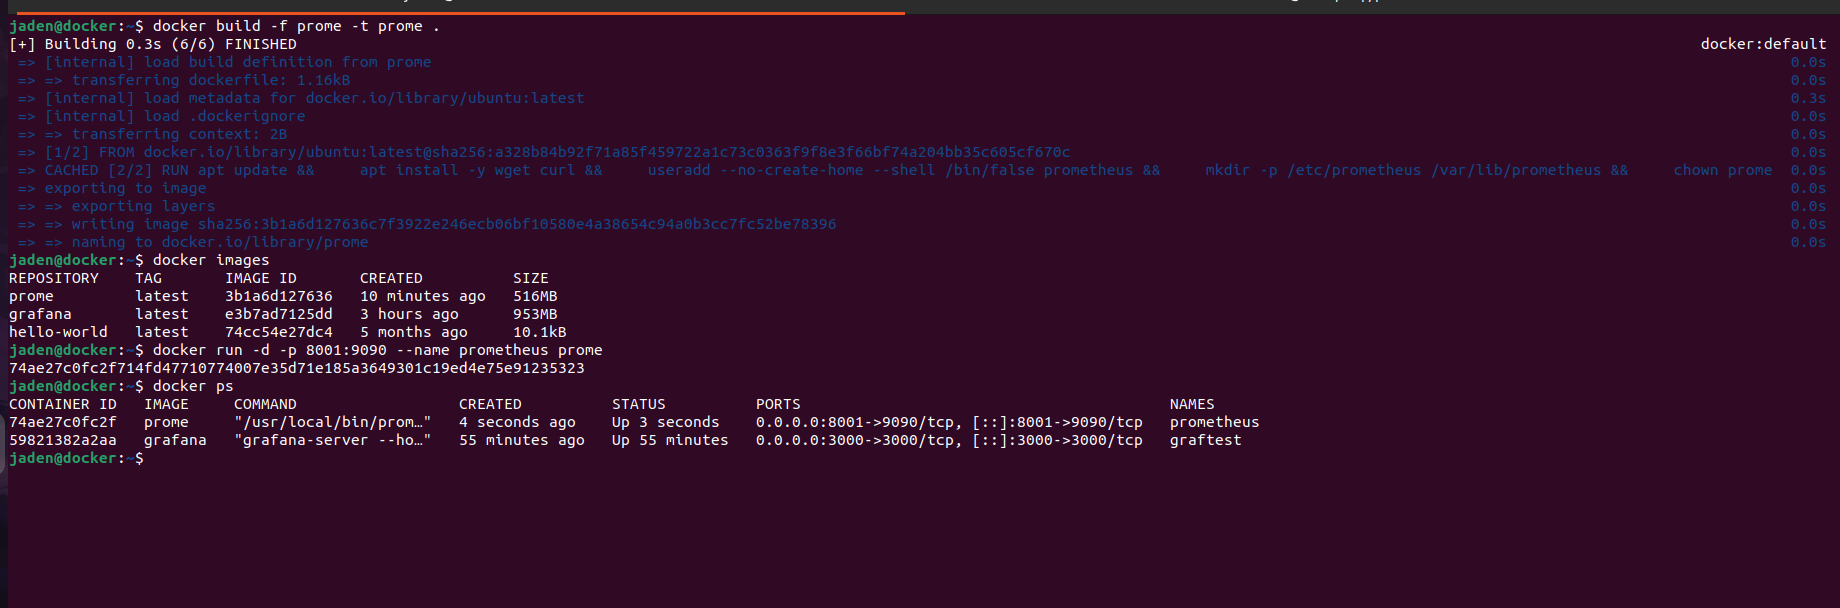 jaden@docker:~$ docker build -f prome -t prome .
[+] Building 0.3s (6/6) FINISHED docker:default
=> [internal] load build definition from prome 0.0s
=> => transferring dockerfile: 1.16kB 0.0s
=> [internal] load metadata for docker.io/library/ubuntu:latest 0.3s
=> [internal] load .dockerignore 0.0s
=> => transferring context: 2B 0.0s
=> [1/2] FROM docker.io/library/ubuntu:latest@sha256:a328b84b92f71a85f459722a1c73c0363f9f8e3f66bf74a204bb35c605cf670c 0.0s
=> CACHED [2/2] RUN apt update && apt install -y wget curl && useradd --no-create-home --shell /bin/false prometheus && mkdir -p /etc/prometheus /var/lib/prometheus && chown prome 0.0s
=> exporting to image 0.0s
=> => exporting layers 0.0s
=> => writing image sha256:3b1a6d127636c7f3922e246ecb06bf10580e4a38654c94a0b3cc7fc52be78396 0.0s
=> => naming to docker.io/library/prome 0.0s
jaden@docker:~$ docker images
REPOSITORY TAG IMAGE ID CREATED SIZE
prome latest 3b1a6d127636 10 minutes ago 516MB
grafana latest e3b7ad7125dd 3 hours ago 953MB
hello-world latest 74cc54e27dc4 5 months ago 10.1kB
jaden@docker:~$ docker run -d -p 8001:9090 --name prometheus prome
74ae27c0fc2f714fd47710774007e35d71e185a3649301c19ed4e75e91235323
jaden@docker:~$ docker ps
CONTAINER ID IMAGE COMMAND CREATED STATUS PORTS NAMES
74ae27c0fc2f prome "/usr/local/bin/prom…" 4 seconds ago Up 3 seconds 0.0.0.0:8001->9090/tcp, [::]:8001->9090/tcp prometheus
59821382a2aa grafana "grafana-server --ho…" 55 minutes ago Up 55 minutes 0.0.0.0:3000->3000/tcp, [::]:3000->3000/tcp graftest
jaden@docker:~$